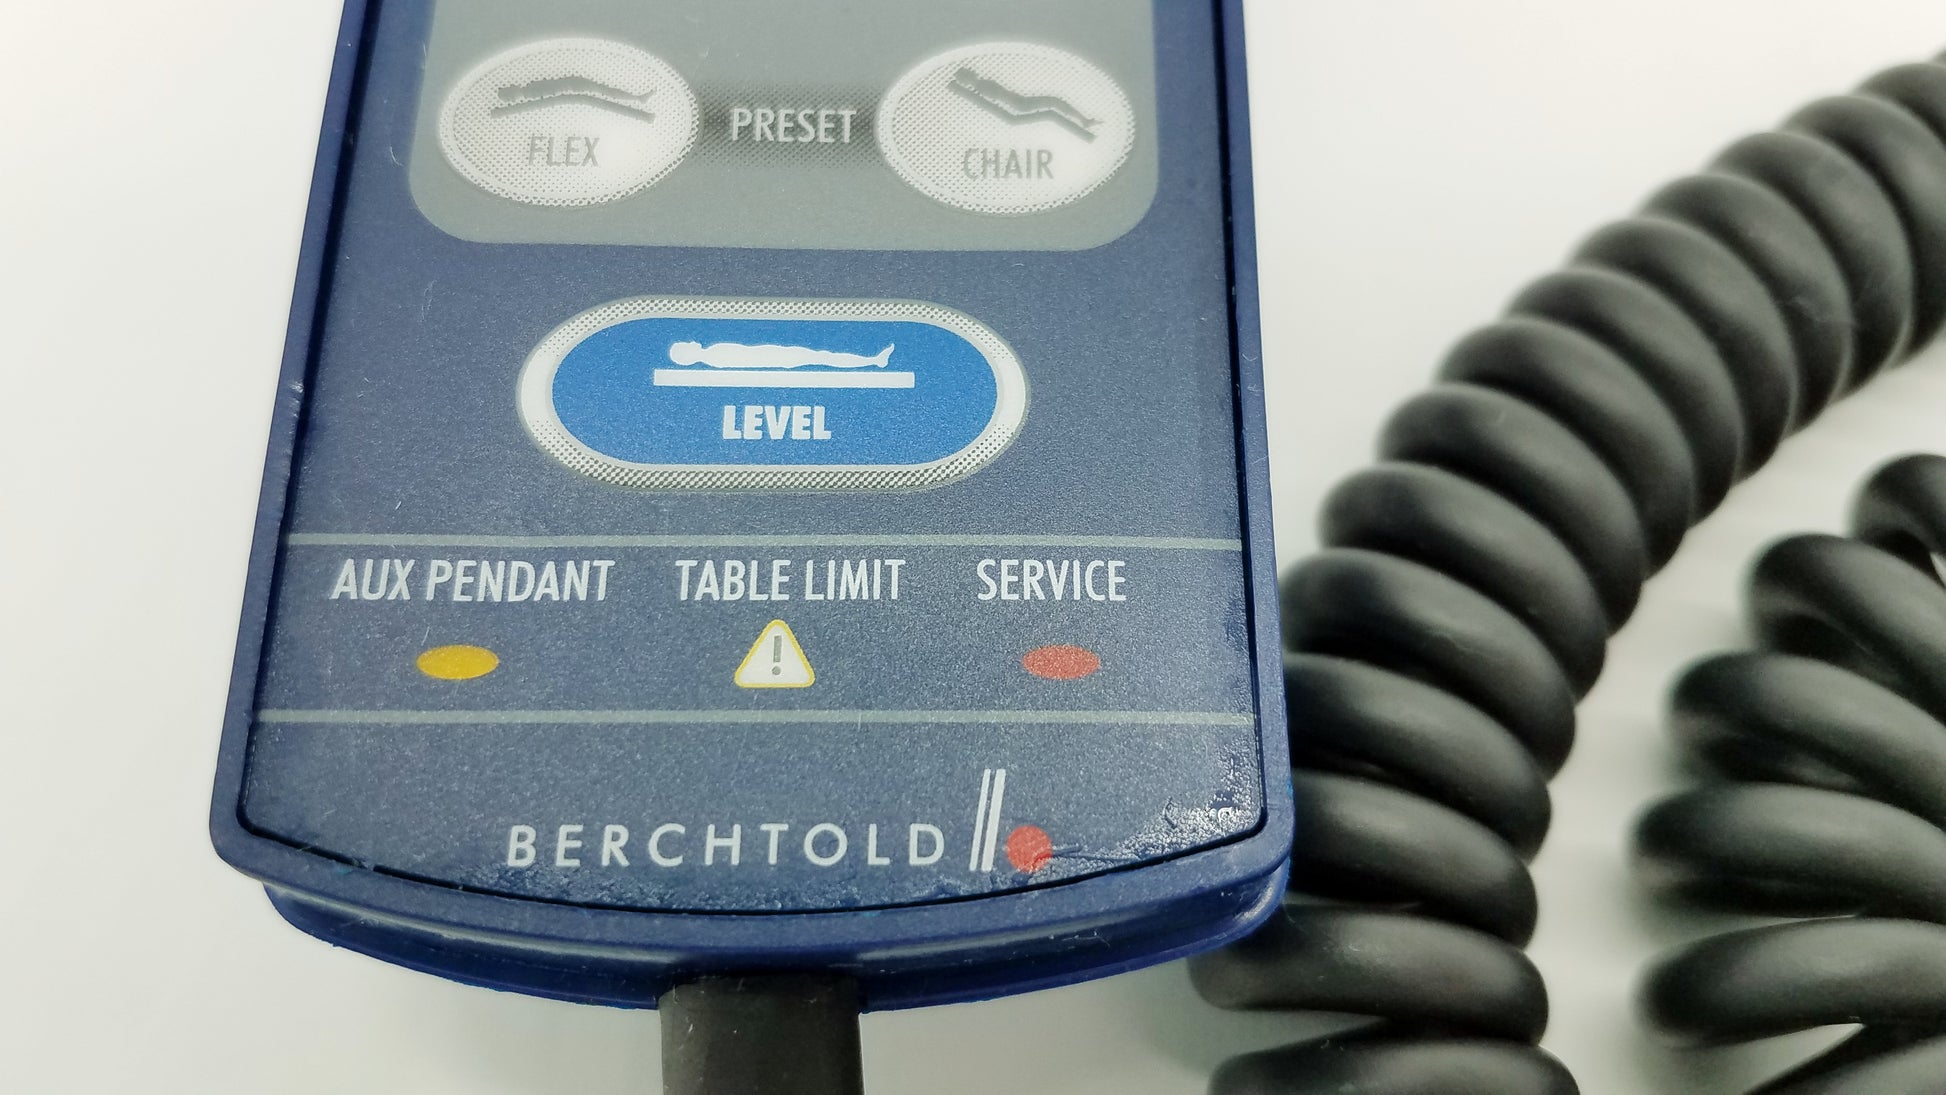 FLEX PRESET CHAIR
LEVEL
AUX PENDANT TABLE LIMIT SERVICE
!
BERCHTOLD